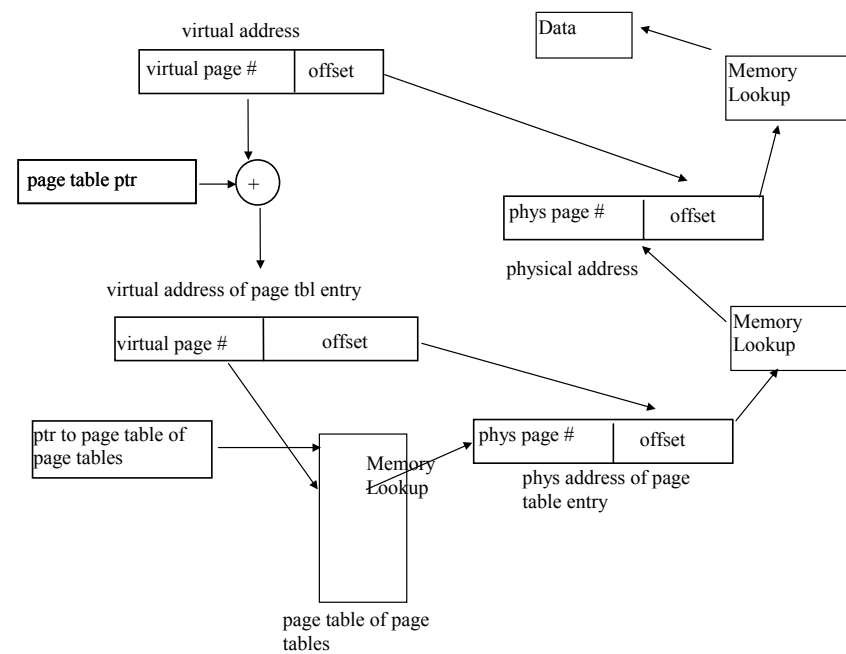 virtual address
virtual page # offset
Data
Memory
Lookup
page table ptr
+
phys page # offset
physical address
virtual address of page tbl entry
virtual page # offset
Memory
Lookup
ptr to page table of
page tables
Memory
Lookup
phys page # offset
phys address of page
table entry
page table of page
tables